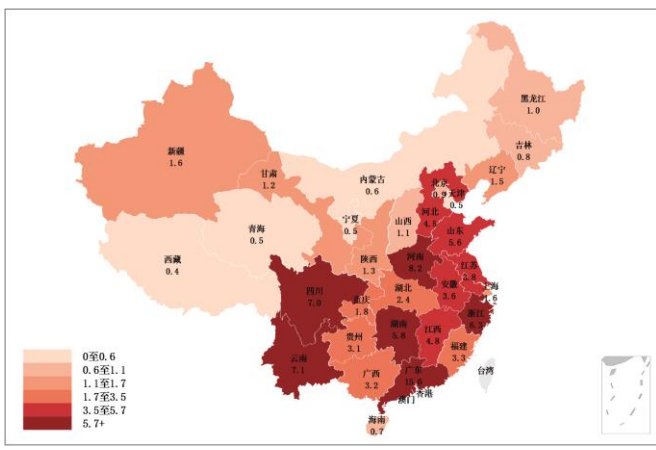 黑龙江
1.0
吉林
0.8
辽宁
1.5
新疆
1.6
甘肃
1.2
内蒙古
0.6
北京
0.9
天津
0.5
河北
宁夏
0.5
山西
1.1
山东
5.6
青海
0.5
西藏
0.4
陕西
1.3
河南
8.2
江苏
安徽
3.6
上海
1.6
四川
湖北
2.4
重庆
1.8
浙江
湖南
5.8
江西
4.8
贵州
3.1
福建
3.3
云南
7.1
广西
3.2
广东
台湾
香港
澳门
海南
0.7
0至0.6
0.6至1.1
1.1至1.7
1.7至3.5
3.5至5.7
5.7+